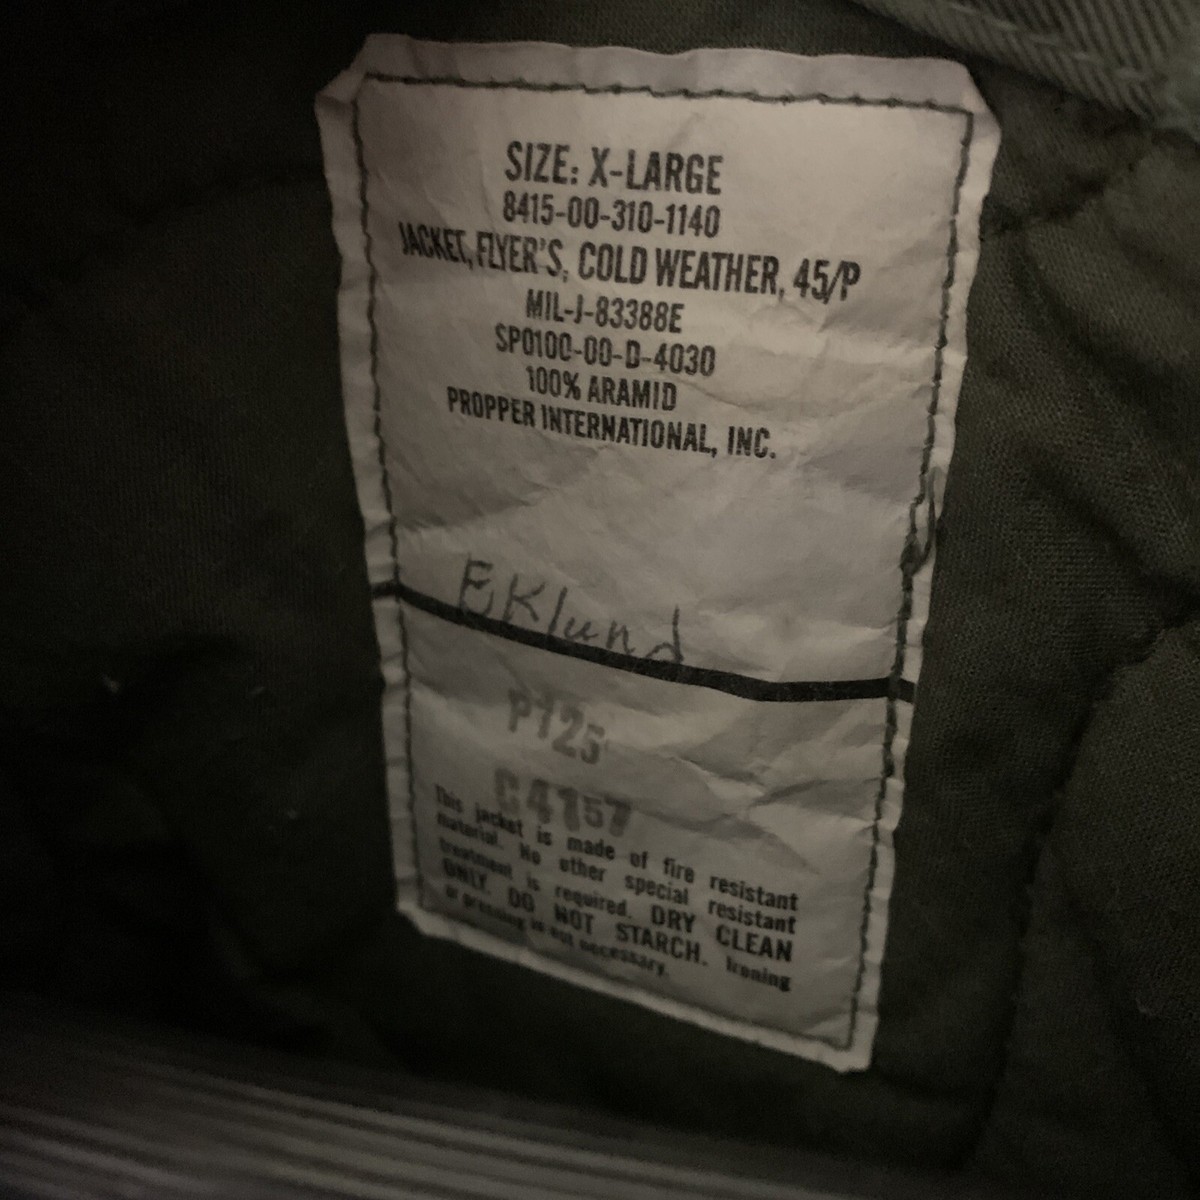 SIZE: X-LARGE
8415-00-310-1140
JACKET, FLYER'S, COLD WEATHER, 45/P
MIL-J-83388E
SP0100-00-D-4030
100% ARAMID
PROPPER INTERNATIONAL, INC.
EKlund
P125
C4157
This jacket is made of fire resistant
material. No other special resistant
treatment is required. DRY CLEAN
ONLY. DO NOT STARCH. Ironing
or pressing is not necessary.